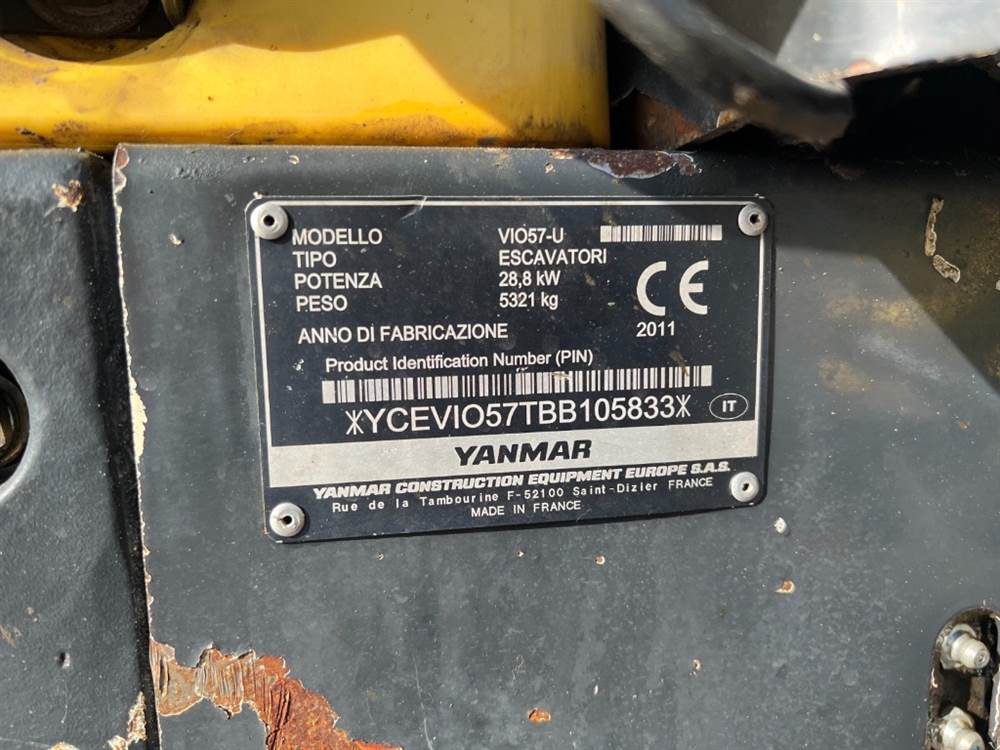 MODELLO VIO57-U
TIPO ESCAVATORI
POTENZA 28,8 kW
PESO 5321 kg
CE
ANNO DI FABRICAZIONE 2011
Product Identification Number (PIN)
*YCEVIO57TBB105833*
IT
YANMAR
YANMAR CONSTRUCTION EQUIPMENT EUROPE S.A.S.
Rue de la Tambourine F-52100 Saint-Dizier FRANCE
MADE IN FRANCE